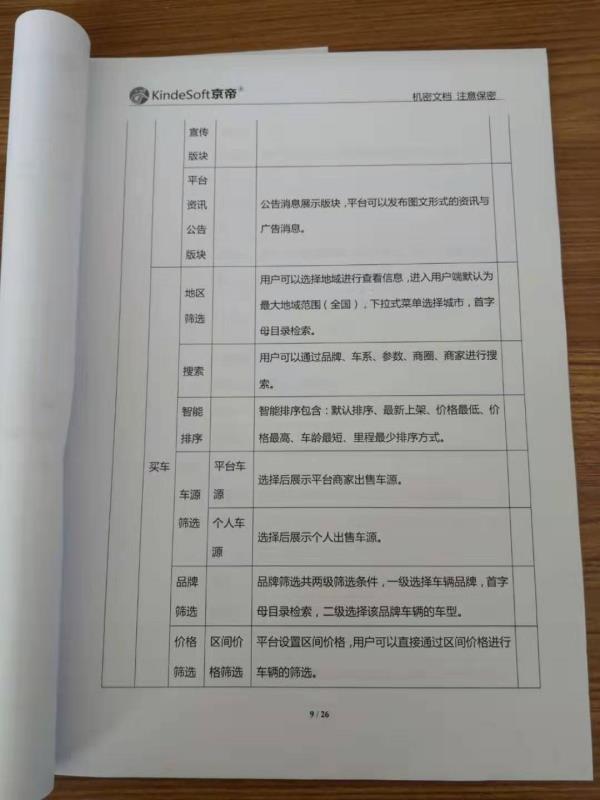 KindeSoft京帝®
机密文档 注意保密
宣传
版块
平台
资讯
公告
版块
公告消息展示版块，平台可以发布图文形式的资讯与
广告消息。
买车
地区
筛选
用户可以选择地域进行查看信息，进入用户端默认为
最大地域范围（全国），下拉式菜单选择城市，首字
母目录检索。
搜索
用户可以通过品牌、车系、参数、商圈、商家进行搜
索。
智能
排序
智能排序包含：默认排序、最新上架、价格最低、价
格最高、车龄最短、里程最少排序方式。
车源
筛选
平台车
源
选择后展示平台商家出售车源。
个人车
源
选择后展示个人出售车源。
品牌
筛选
品牌筛选共两级筛选条件，一级选择车辆品牌，首字
母目录检索，二级选择该品牌车辆的车型。
价格
筛选
区间价
格筛选
平台设置区间价格，用户可以直接通过区间价格进行
车辆的筛选。
9 / 26